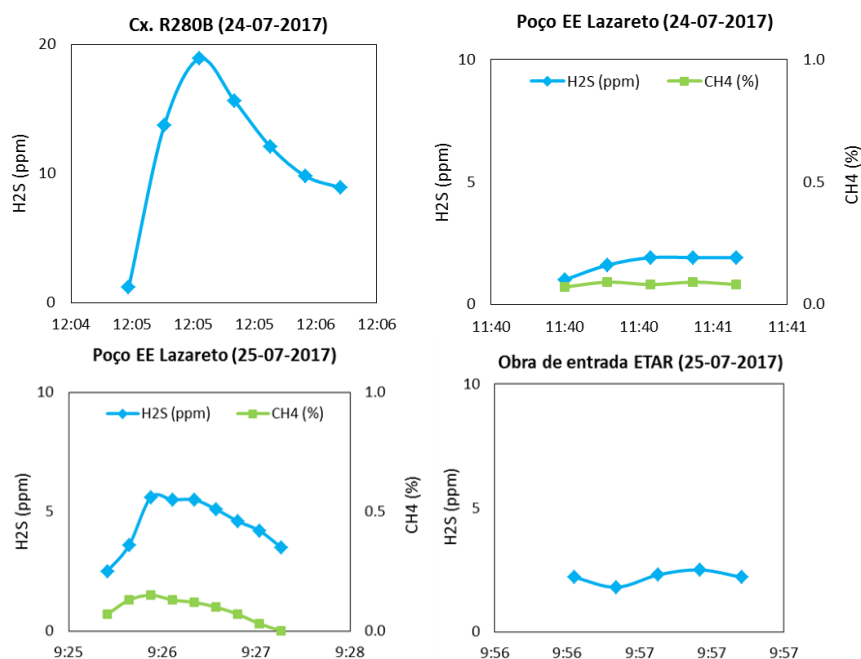 Cx. R280B (24-07-2017)
20
10
0
H2S (ppm)
12:04 12:05 12:05 12:05 12:06 12:06
Poço EE Lazareto (24-07-2017)
H2S (ppm) CH4 (%)
10
5
0
H2S (ppm)
1.0
0.5
0.0
CH4 (%)
11:40 11:40 11:40 11:41 11:41
Poço EE Lazareto (25-07-2017)
H2S (ppm) CH4 (%)
10
5
0
H2S (ppm)
1.0
0.5
0.0
CH4 (%)
9:25 9:26 9:27 9:28
Obra de entrada ETAR (25-07-2017)
10
5
0
H2S (ppm)
9:56 9:56 9:57 9:57 9:57